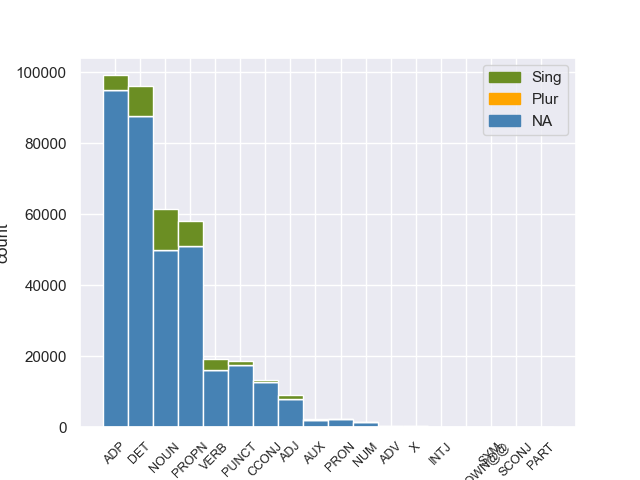 100000
80000
60000
40000
20000
0
count
Sing
Plur
NA
ADP
DET
NOUN
PROPN
VERB
PUNCT
CCONJ
ADJ
AUX
PRON
NUM
ADV
X
INTJ
SYM
SCONJ
PART